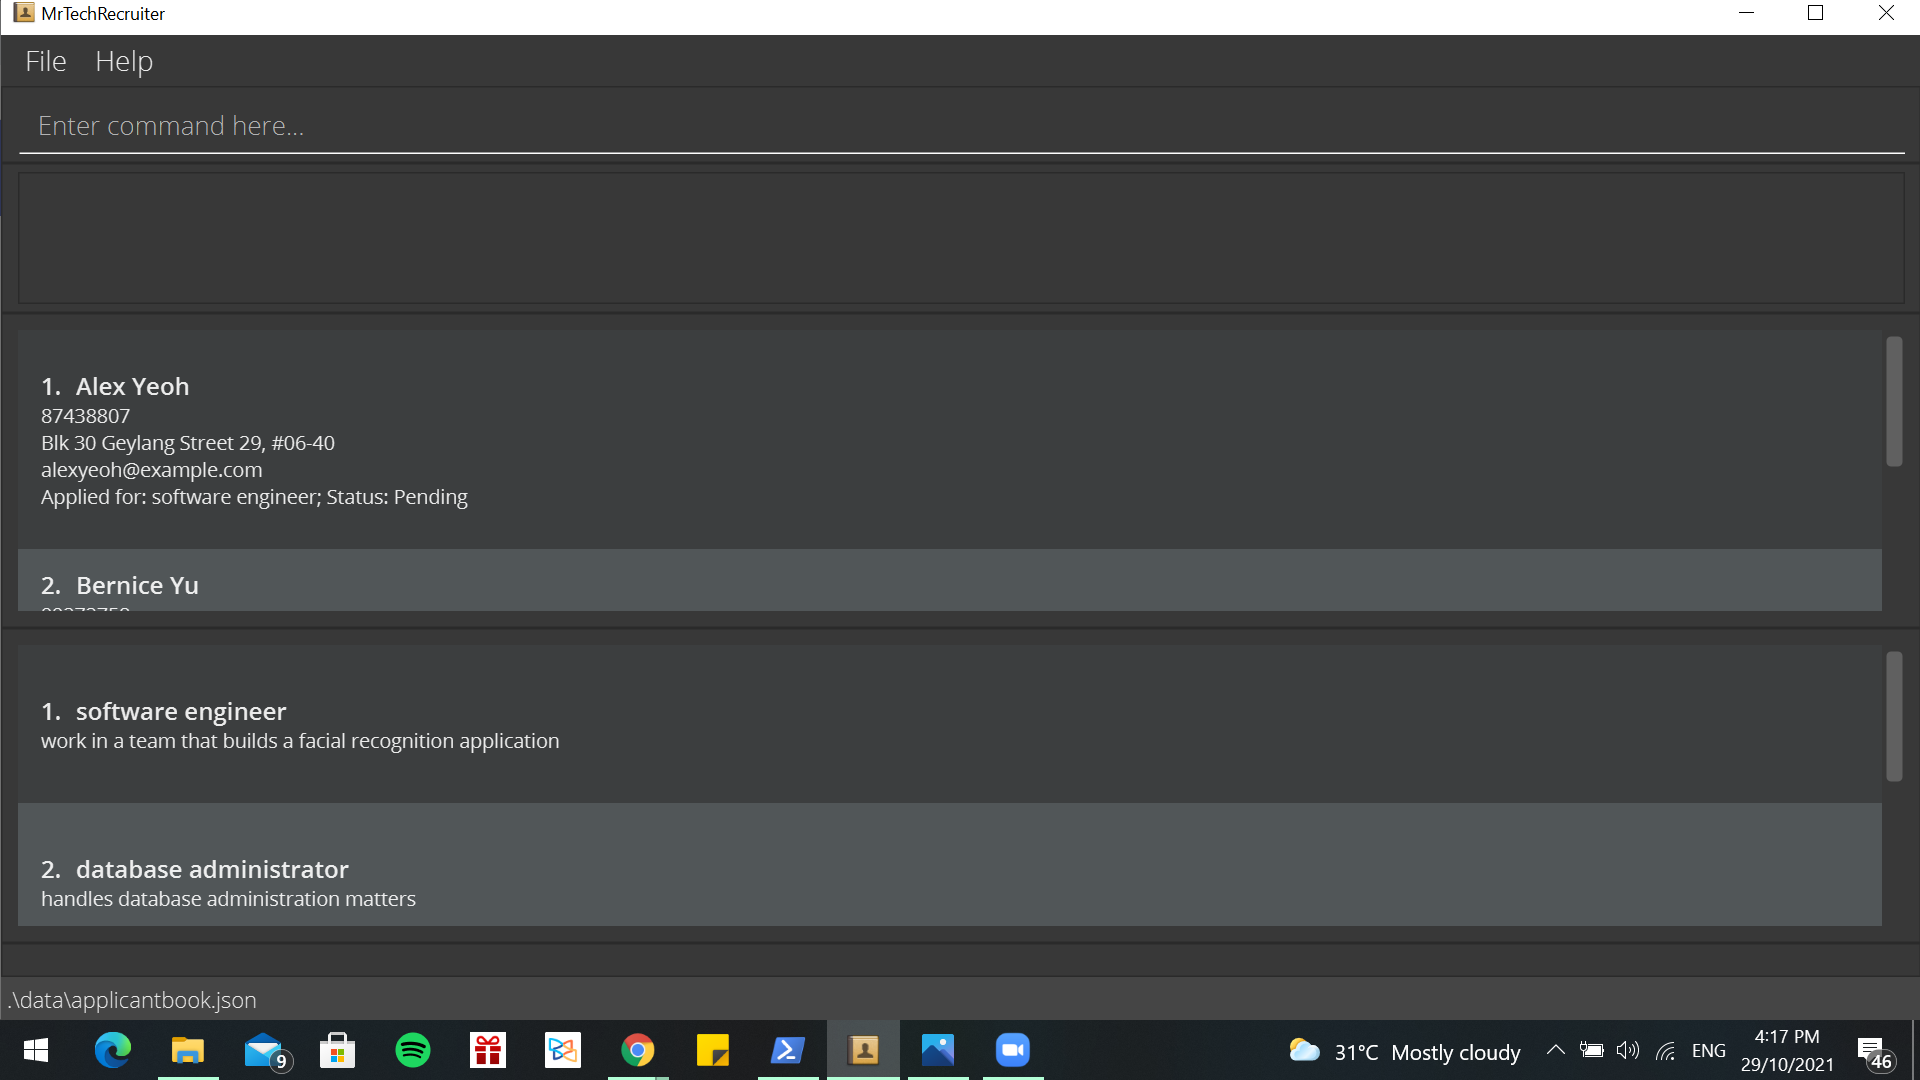 MrTechRecruiter
File Help
Enter command here...
1. Alex Yeoh
87438807
Blk 30 Geylang Street 29, #06-40
alexyeoh@example.com
Applied for: software engineer; Status: Pending
2. Bernice Yu
1. software engineer
work in a team that builds a facial recognition application
2. database administrator
handles database administration matters
.\data\applicantbook.json
9
31°C Mostly cloudy
ENG
4:17 PM
29/10/2021
46